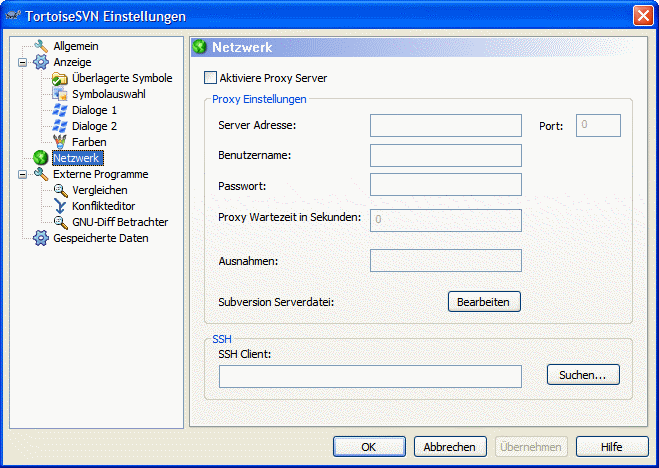 TortoiseSVN Einstellungen
Allgemein
Anzeige
Überlagerte Symbole
Symbolauswahl
Dialoge 1
Dialoge 2
Farben
Netzwerk
Externe Programme
Vergleichen
Konflikteditor
GNU-Diff Betrachter
Gespeicherte Daten
Netzwerk
Aktiviere Proxy Server
Proxy Einstellungen
Server Adresse: Port: 0
Benutzername:
Passwort:
Proxy Wartezeit in Sekunden: 0
Ausnahmen:
Subversion Serverdatei: Bearbeiten
SSH
SSH Client:
Suchen...
OK Abbrechen Übernehmen Hilfe